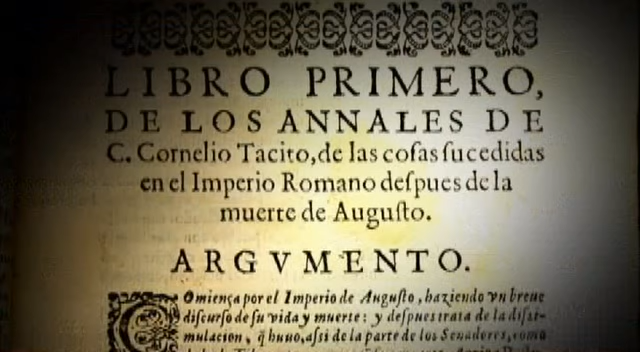 LIBRO PRIMERO,
DE LOS ANNALES DE
C. Cornelio Tacito, de las coſas ſucedidas
en el Imperio Romano deſpues de la
muerte de Auguſto.
ARGVMENTO.
Comiença por el Imperio de Auguſto, haziendo vn breue
diſcurſo de ſu vida y muerte: y deſpues trata de la diſsi-
mulacion, q̃ huuo, aſsi de la parte de los Senadores, como